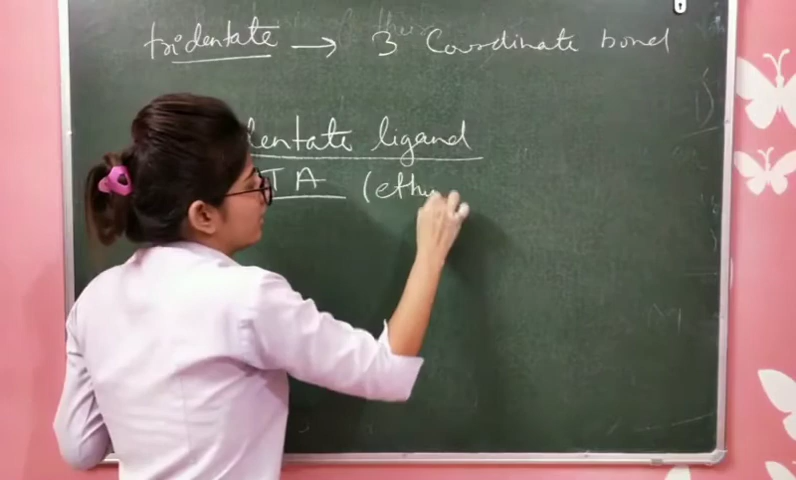 tridentate → 3 Coordinate bond
dentate ligand
TA (ethy